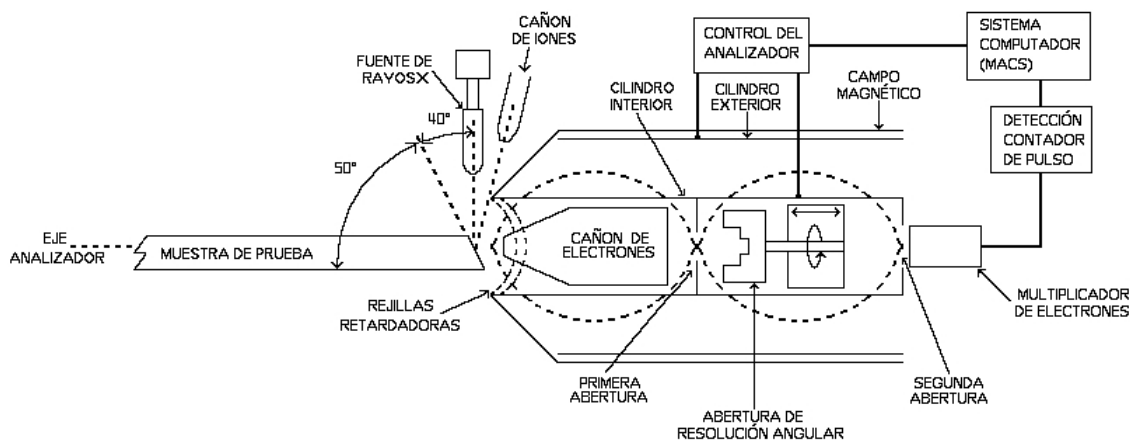 CAÑON
DE IONES
FUENTE DE
RAYOSX
40°
50°
CONTROL DEL
ANALIZADOR
SISTEMA
COMPUTADOR
(MACS)
CILINDRO
INTERIOR
CILINDRO
EXTERIOR
CAMPO
MAGNÉTICO
DETECCIÓN
CONTADOR
DE PULSO
EJE
ANALIZADOR
MUESTRA DE PRUEBA
CAÑON DE
ELECTRONES
REJILLAS
RETARDADORAS
MULTIPLICADOR
DE ELECTRONES
PRIMERA
ABERTURA
SEGUNDA
ABERTURA
ABERTURA DE
RESOLUCIÓN ANGULAR